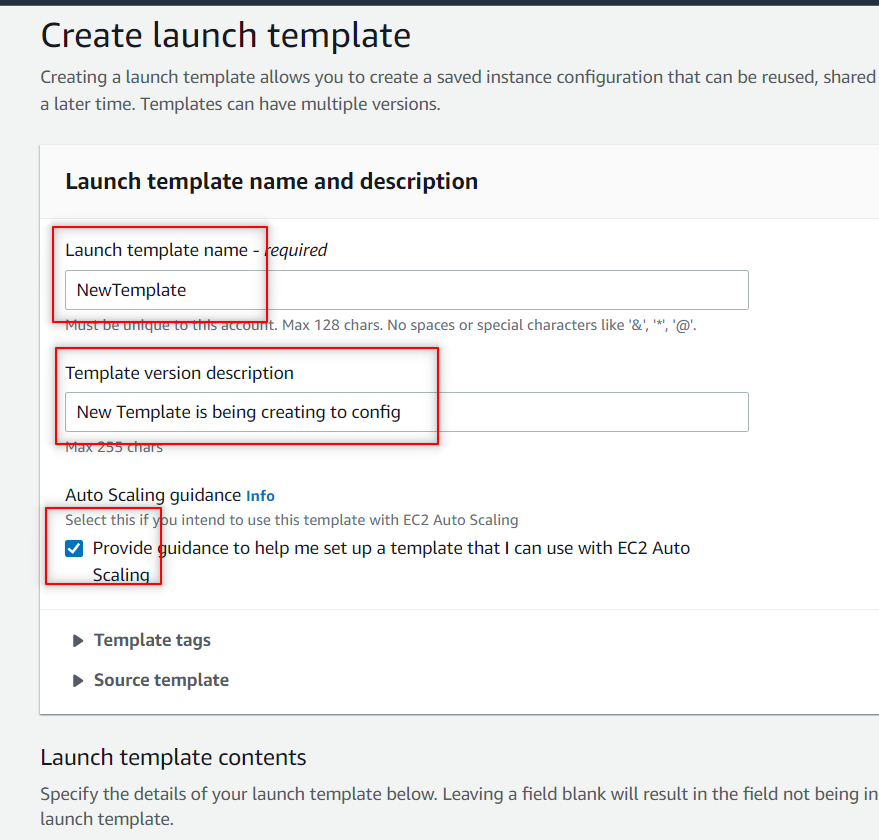 Create launch template
Creating a launch template allows you to create a saved instance configuration that can be reused, shared
a later time. Templates can have multiple versions.
Launch template name and description
Launch template name - required
NewTemplate
Must be unique to this account. Max 128 chars. No spaces or special characters like '&', '*', '@'.
Template version description
New Template is being creating to config
Max 255 chars
Auto Scaling guidance Info
Select this if you intend to use this template with EC2 Auto Scaling
Provide guidance to help me set up a template that I can use with EC2 Auto
Scaling
Template tags
Source template
Launch template contents
Specify the details of your launch template below. Leaving a field blank will result in the field not being in
launch template.